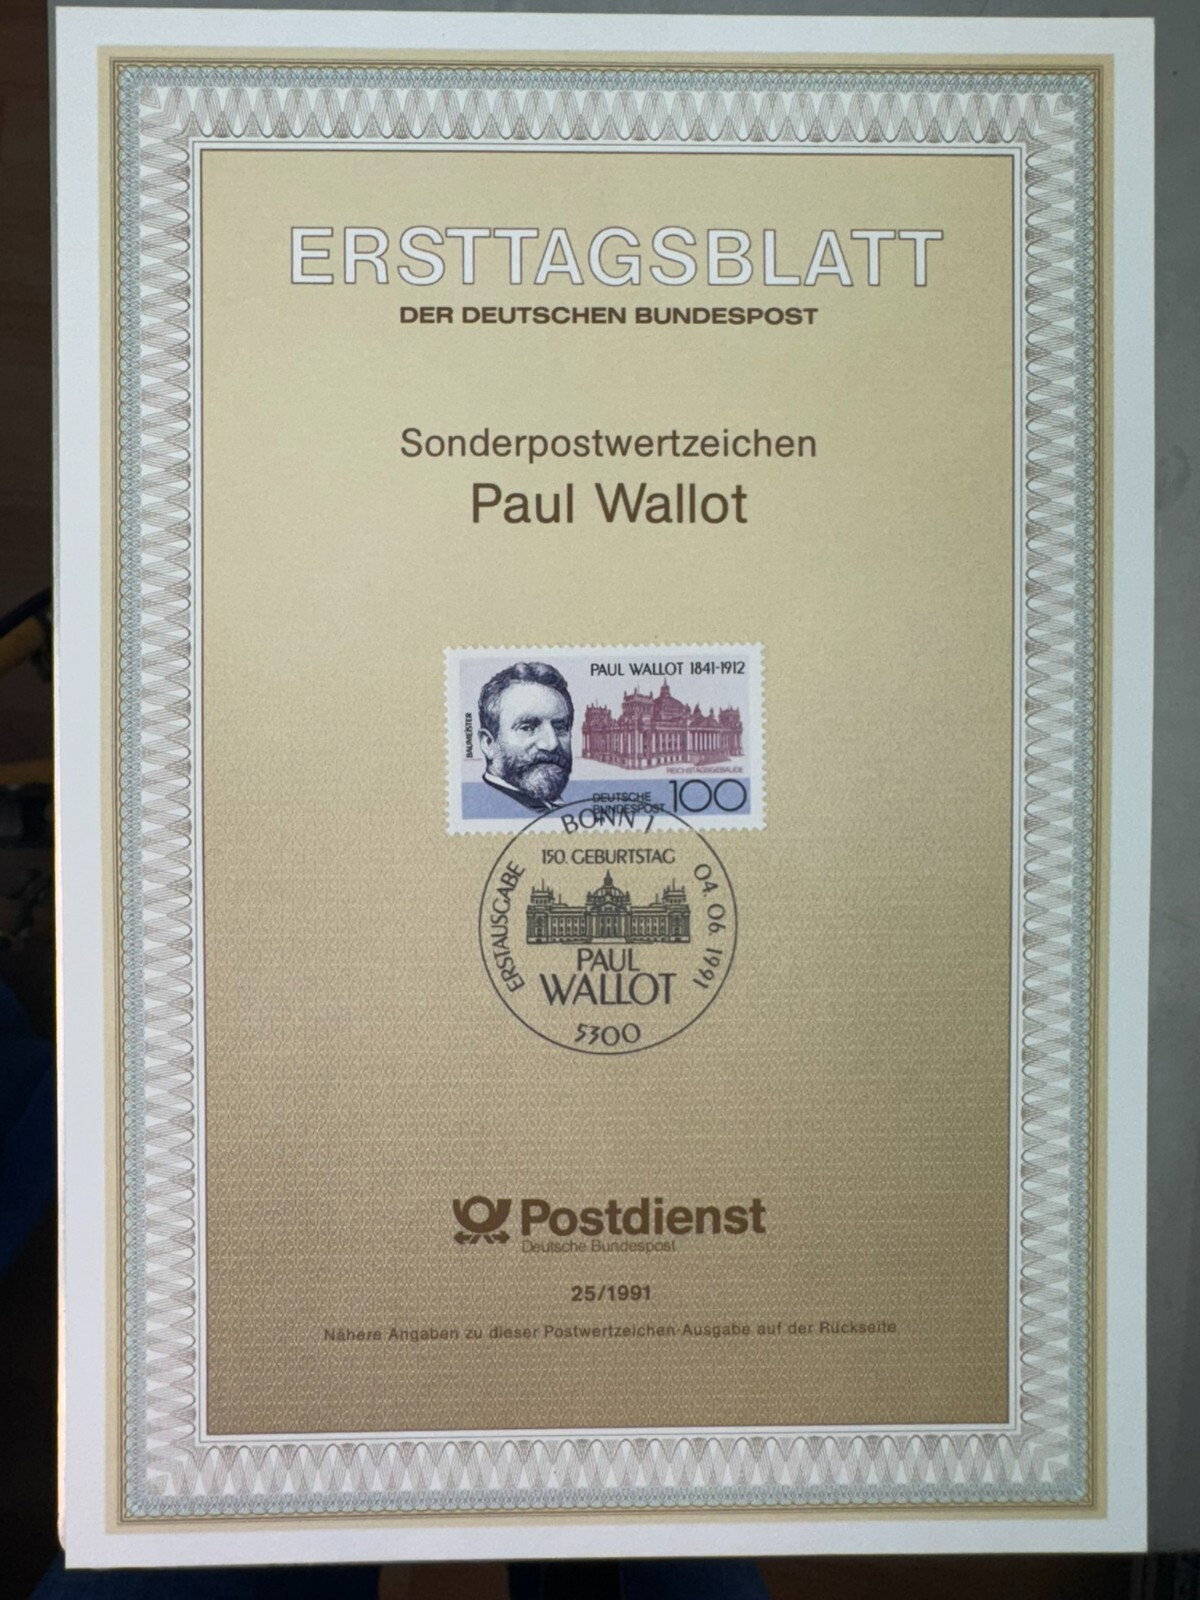 ERSTTAGSBLATT
DER DEUTSCHEN BUNDESPOST
Sonderpostwertzeichen
Paul Wallot
PAUL WALLOT 1841-1912
BAUMEISTER
REICHSTAGSGEBÄUDE
DEUTSCHE
BUNDESPOST
100
BONN 1
150. GEBURTSTAG
ERSTAUSGABE
04.06.1991
PAUL
WALLOT
5300
Postdienst
Deutsche Bundespost
25/1991
Nähere Angaben zu dieser Postwertzeichen-Ausgabe auf der Rückseite